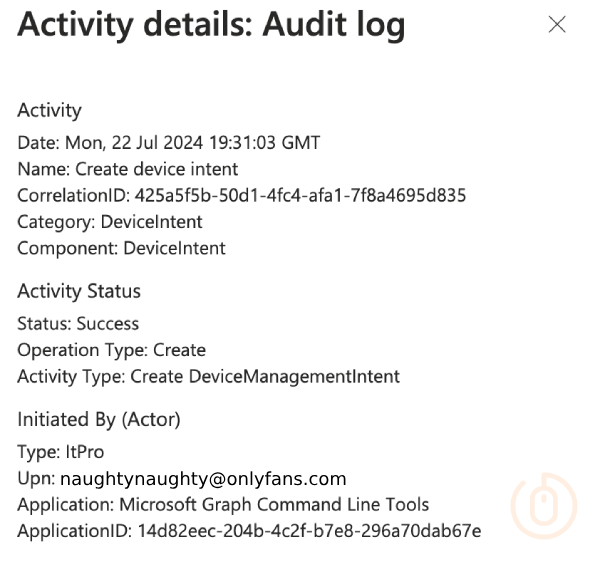 Activity details: Audit log
Activity
Date: Mon, 22 Jul 2024 19:31:03 GMT
Name: Create device intent
CorrelationID: 425a5f5b-50d1-4fc4-afa1-7f8a4695d835
Category: DeviceIntent
Component: DeviceIntent
Activity Status
Status: Success
Operation Type: Create
Activity Type: Create DeviceManagementIntent
Initiated By (Actor)
Type: ItPro
Upn: naughtynaughty@onlyfans.com
Application: Microsoft Graph Command Line Tools
ApplicationID: 14d82eec-204b-4c2f-b7e8-296a70dab67e